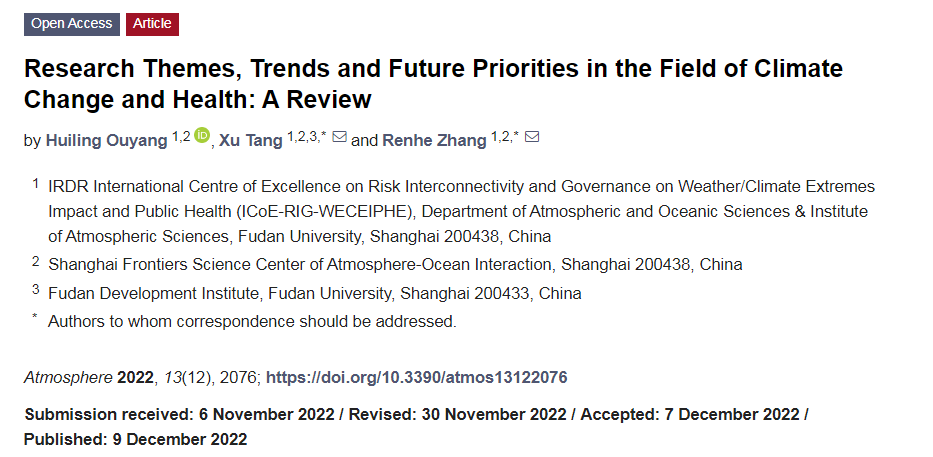 Open Access Article
Research Themes, Trends and Future Priorities in the Field of Climate
Change and Health: A Review
by Huiling Ouyang 1,2 iD, Xu Tang 1,2,3,* and Renhe Zhang 1,2,*
1 IRDR International Centre of Excellence on Risk Interconnectivity and Governance on Weather/Climate Extremes
Impact and Public Health (ICoE-RIG-WECEIPHE), Department of Atmospheric and Oceanic Sciences & Institute
of Atmospheric Sciences, Fudan University, Shanghai 200438, China
2 Shanghai Frontiers Science Center of Atmosphere-Ocean Interaction, Shanghai 200438, China
3 Fudan Development Institute, Fudan University, Shanghai 200433, China
* Authors to whom correspondence should be addressed.
Atmosphere 2022, 13(12), 2076; https://doi.org/10.3390/atmos13122076
Submission received: 6 November 2022 / Revised: 30 November 2022 / Accepted: 7 December 2022 /
Published: 9 December 2022